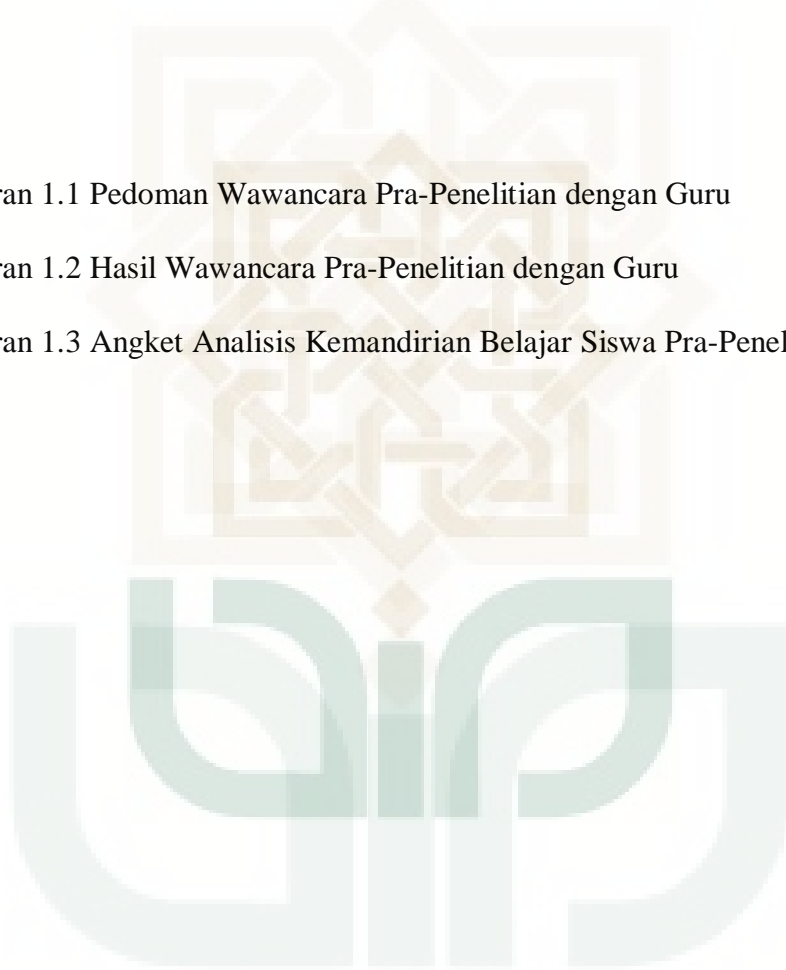 ran 1.1 Pedoman Wawancara Pra-Penelitian dengan Guru
ran 1.2 Hasil Wawancara Pra-Penelitian dengan Guru
ran 1.3 Angket Analisis Kemandirian Belajar Siswa Pra-Penel